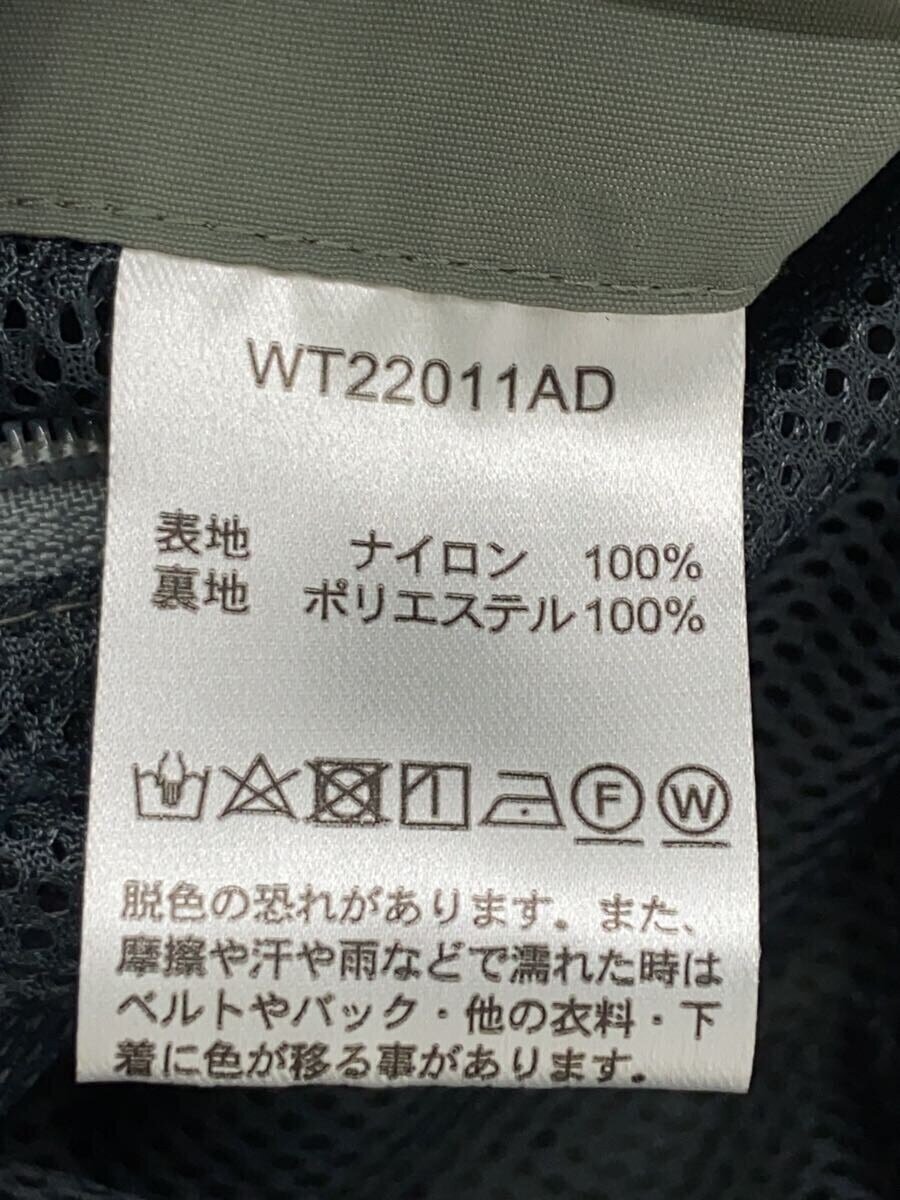 WT22011AD
表地 ナイロン 100%
裏地 ポリエステル100%
F W
脱色の恐れがあります。また、
摩擦や汗や雨などで濡れた時は
ベルトやバック・他の衣料・下
着に色が移る事があります。